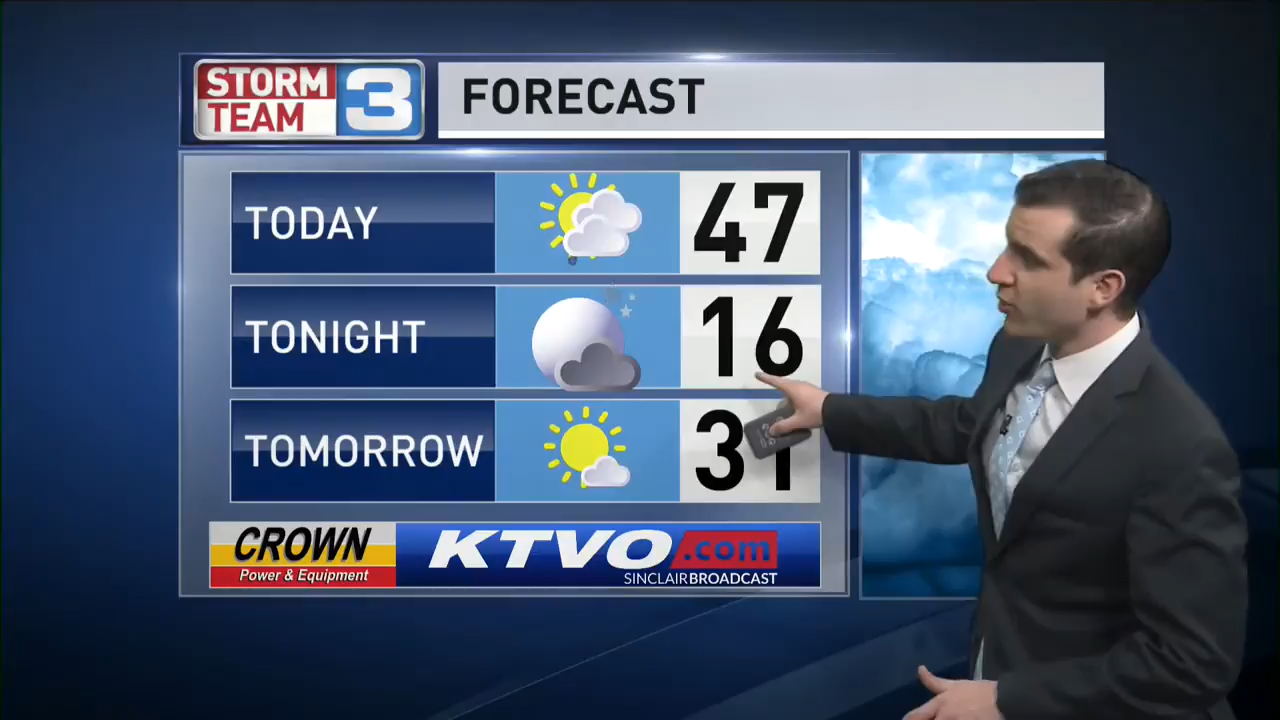 STORM
TEAM
3
FORECAST
TODAY
47
TONIGHT
16
TOMORROW
31
CROWN
Power & Equipment
KTVO.com
SINCLAIRBROADCAST